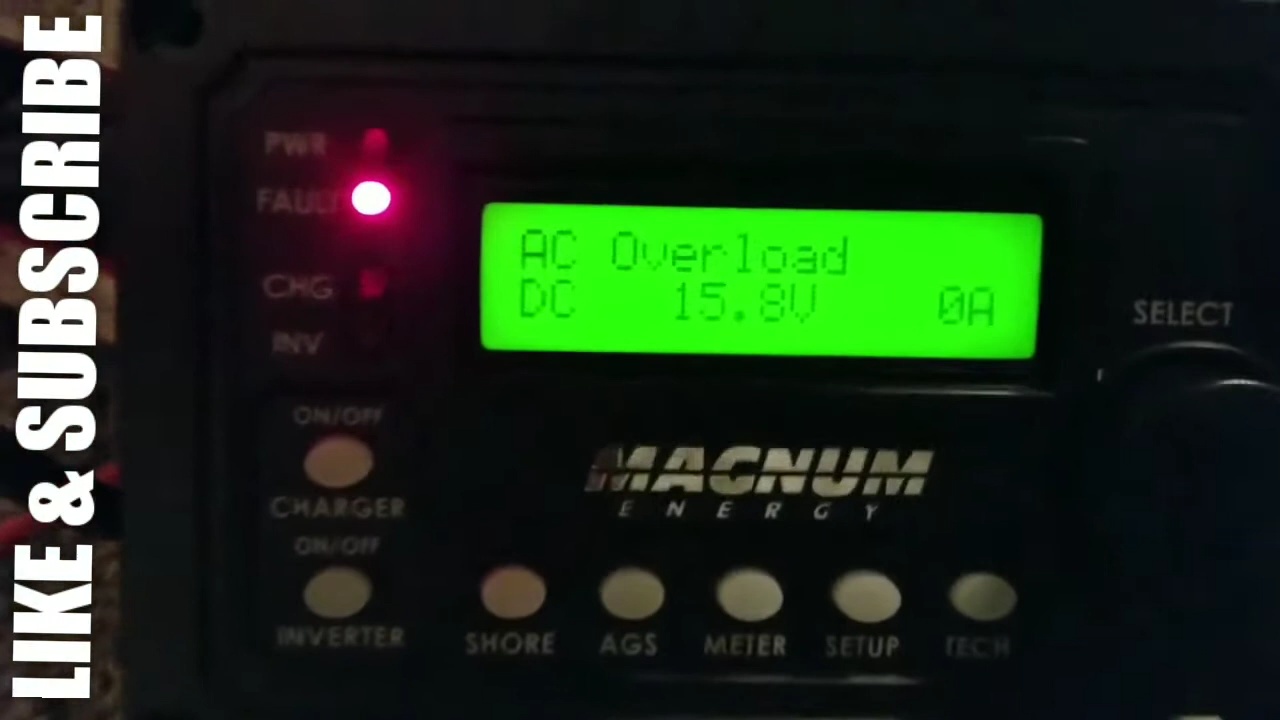 LIKE & SUBSCRIBE
PWR
FAULT
CHG
INV
AC Overload
DC 15.8V 0A
SELECT
ON/OFF
CHARGER
ON/OFF
INVERTER
MAGNUM
ENERGY
SHORE AGS METER SETUP TECH